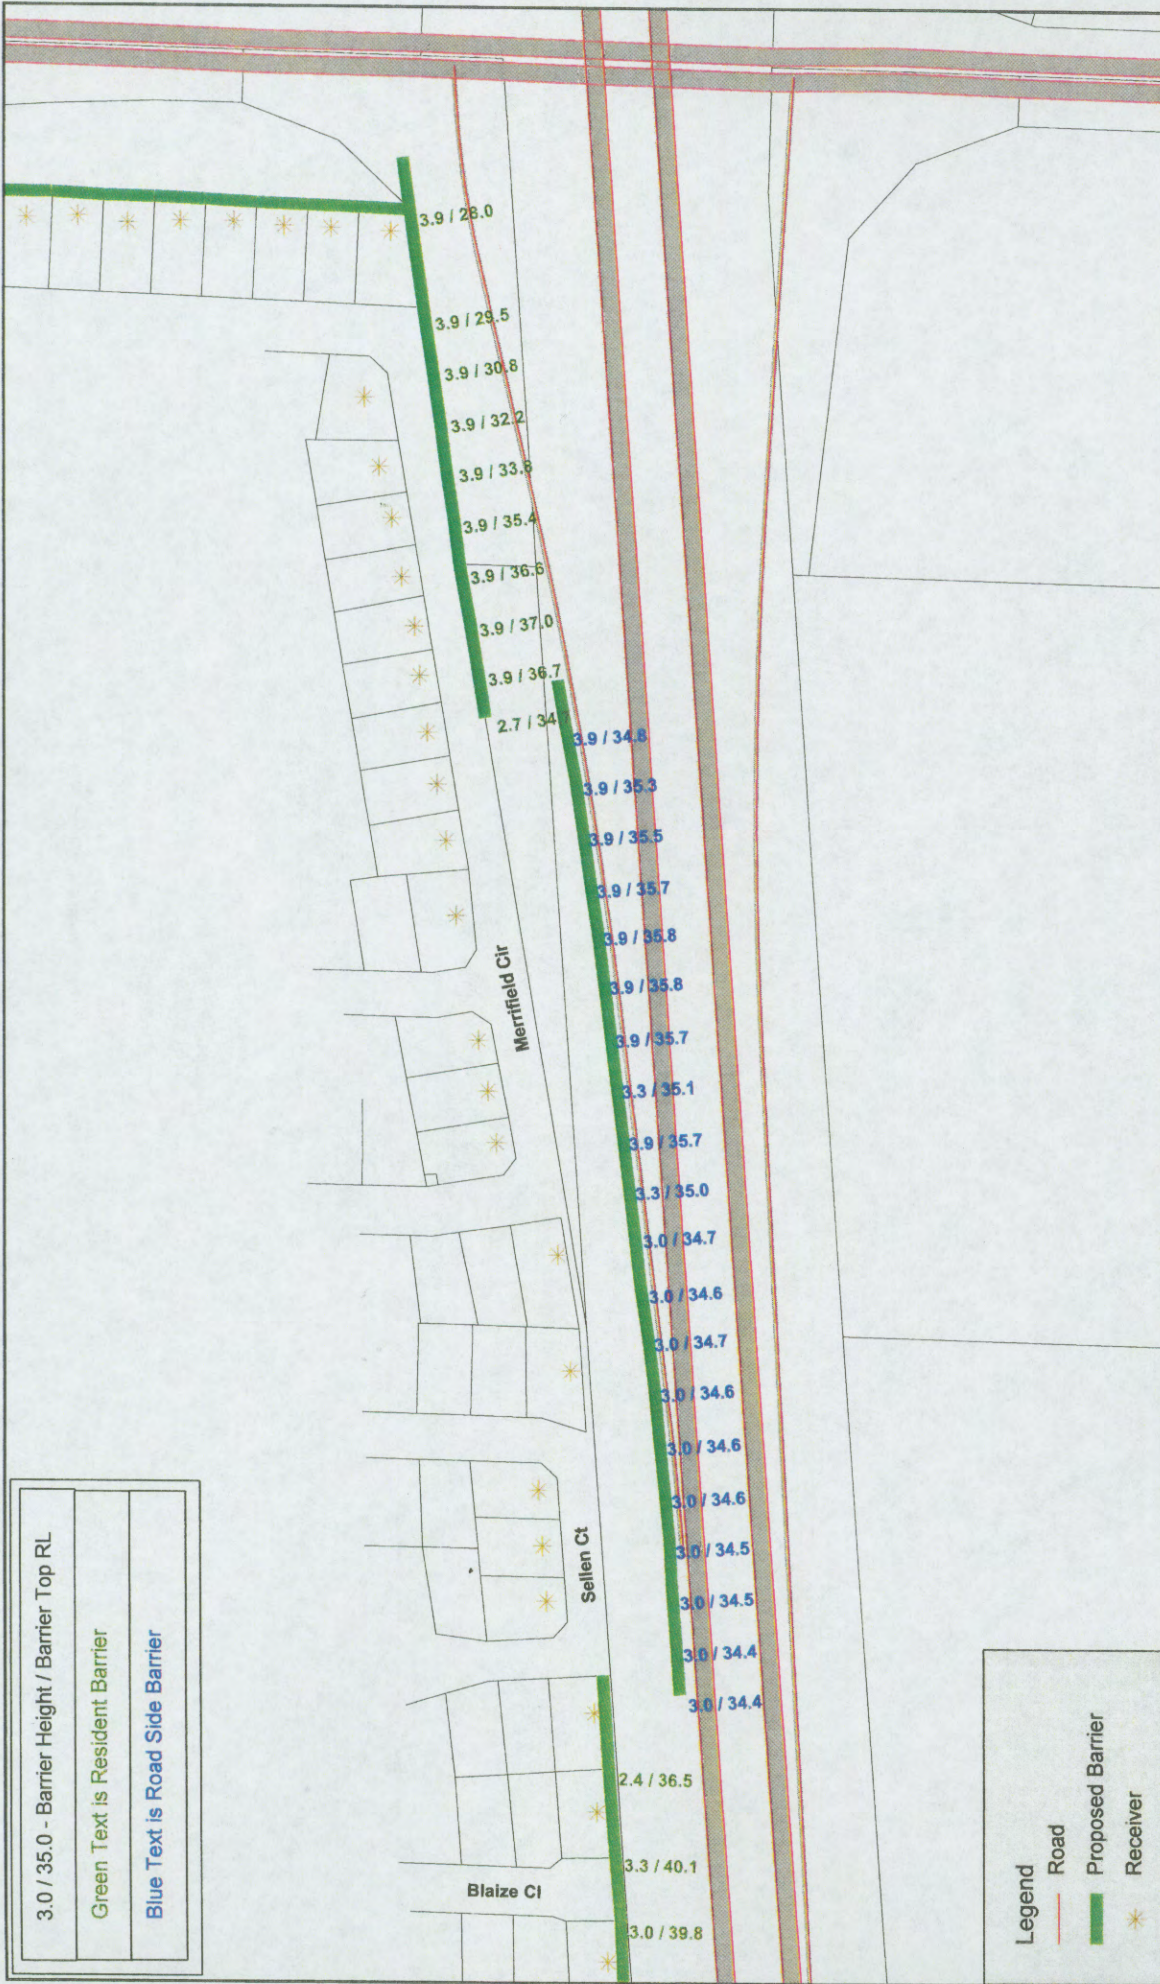 3.0 / 35.0 - Barrier Height / Barrier Top RL
Green Text is Resident Barrier
Blue Text is Road Side Barrier
3.9 / 28.0
3.9 / 29.5
3.9 / 30.8
3.9 / 32.2
3.9 / 33.8
3.9 / 35.4
3.9 / 36.6
3.9 / 37.0
3.9 / 36.7
2.7 / 34.7
3.9 / 34.8
3.9 / 35.3
3.9 / 35.5
3.9 / 35.7
3.9 / 35.8
3.9 / 35.8
3.9 / 35.7
3.3 / 35.1
3.9 / 35.7
3.3 / 35.0
3.0 / 34.7
3.0 / 34.6
3.0 / 34.7
3.0 / 34.6
3.0 / 34.6
3.0 / 34.6
3.0 / 34.5
3.0 / 34.5
3.0 / 34.4
3.0 / 34.4
2.4 / 36.5
3.3 / 40.1
3.0 / 39.8
Merrifield Cir
Sellen Ct
Blaize Cl
Legend
Road
Proposed Barrier
Receiver